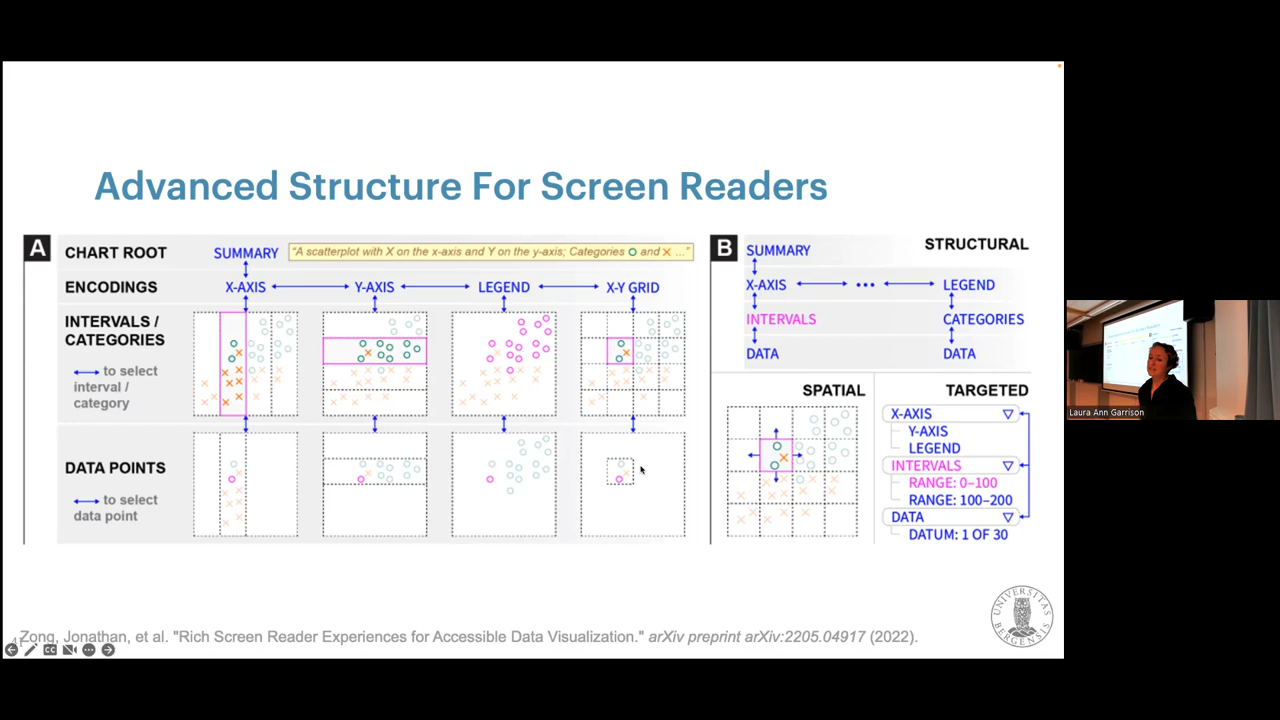 Advanced Structure For Screen Readers
A
CHART ROOT
SUMMARY
"A scatterplot with X on the x-axis and Y on the y-axis; Categories O and × ..."
ENCODINGS
X-AXIS
Y-AXIS
LEGEND
X-Y GRID
INTERVALS /
CATEGORIES
to select
interval /
category
DATA POINTS
to select
data point
B
STRUCTURAL
SUMMARY
X-AXIS
•••
LEGEND
INTERVALS
CATEGORIES
DATA
DATA
SPATIAL
TARGETED
X-AXIS
Y-AXIS
LEGEND
INTERVALS
RANGE: 0–100
RANGE: 100–200
DATA
DATUM: 1 OF 30
UNIVERSITAS
BERGENSIS
Zong, Jonathan, et al. "Rich Screen Reader Experiences for Accessible Data Visualization." arXiv preprint arXiv:2205.04917 (2022).
CC
Laura Ann Garrison